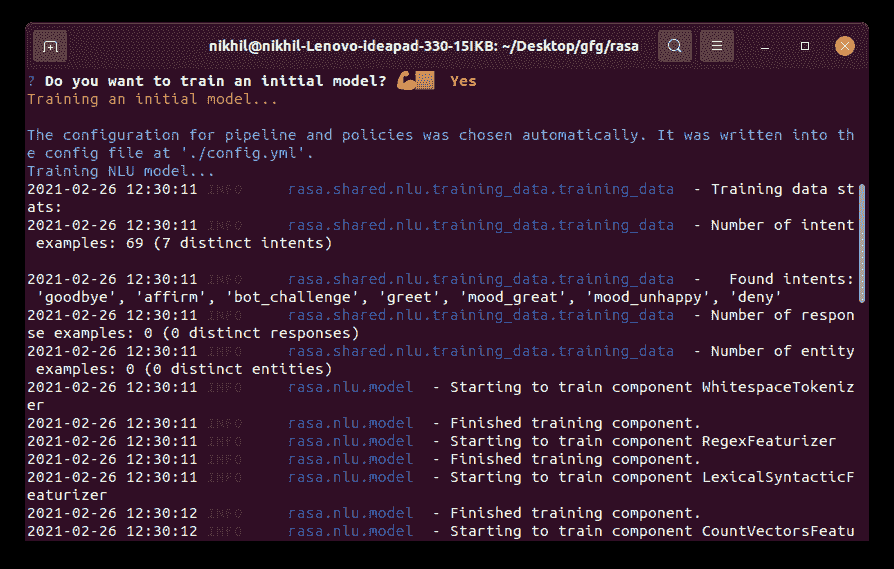 nikhil@nikhil-Lenovo-ideapad-330-15IKB: ~/Desktop/gfg/rasa
? Do you want to train an initial model? 💪 Yes
Training an initial model...
The configuration for pipeline and policies was chosen automatically. It was written into th
e config file at './config.yml'.
Training NLU model...
2021-02-26 12:30:11 INFO rasa.shared.nlu.training_data.training_data - Training data st
ats:
2021-02-26 12:30:11 INFO rasa.shared.nlu.training_data.training_data - Number of intent
examples: 69 (7 distinct intents)
2021-02-26 12:30:11 INFO rasa.shared.nlu.training_data.training_data - Found intents:
'goodbye', 'affirm', 'bot_challenge', 'greet', 'mood_great', 'mood_unhappy', 'deny'
2021-02-26 12:30:11 INFO rasa.shared.nlu.training_data.training_data - Number of respon
se examples: 0 (0 distinct responses)
2021-02-26 12:30:11 INFO rasa.shared.nlu.training_data.training_data - Number of entity
examples: 0 (0 distinct entities)
2021-02-26 12:30:11 INFO rasa.nlu.model - Starting to train component WhitespaceTokeniz
er
2021-02-26 12:30:11 INFO rasa.nlu.model - Finished training component.
2021-02-26 12:30:11 INFO rasa.nlu.model - Starting to train component RegexFeaturizer
2021-02-26 12:30:11 INFO rasa.nlu.model - Finished training component.
2021-02-26 12:30:11 INFO rasa.nlu.model - Starting to train component LexicalSyntacticF
eaturizer
2021-02-26 12:30:12 INFO rasa.nlu.model - Finished training component.
2021-02-26 12:30:12 INFO rasa.nlu.model - Starting to train component CountVectorsFeatu